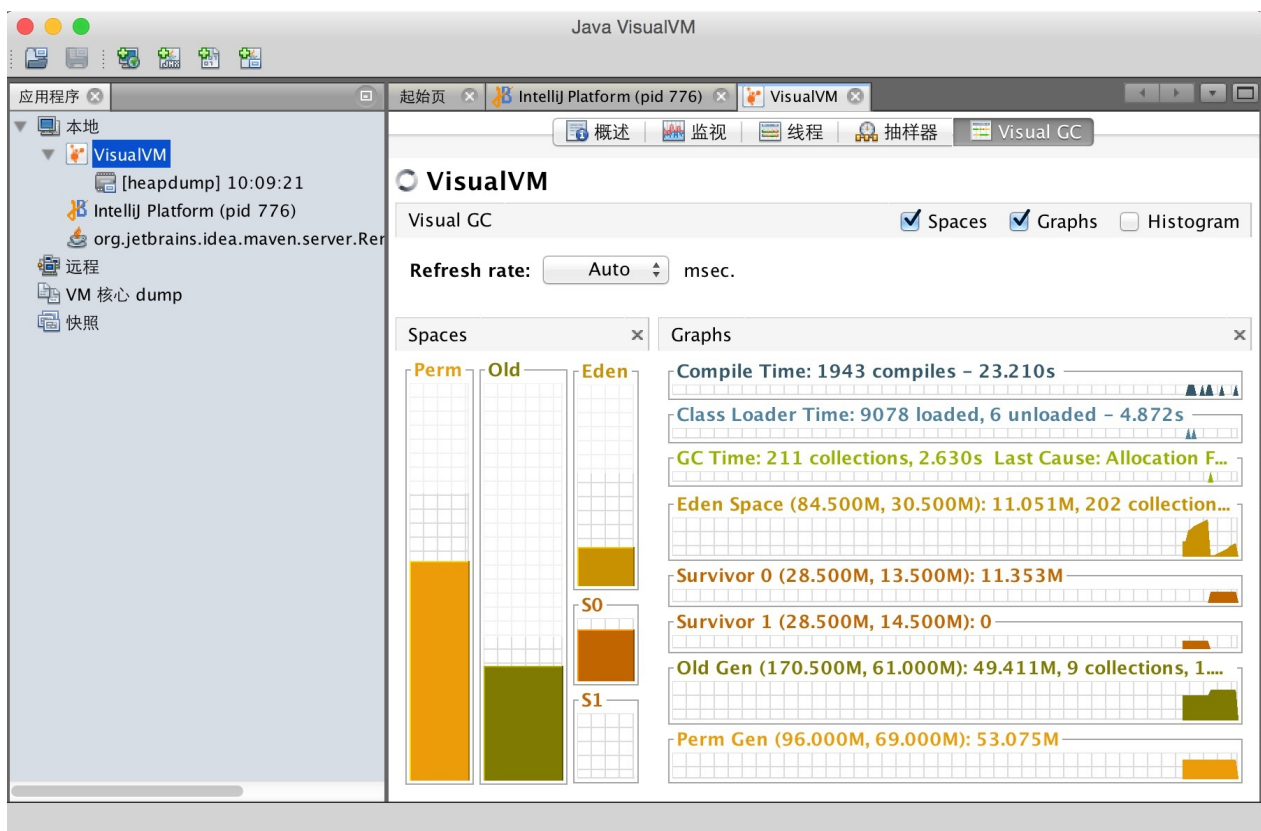 Java VisualVM
应用程序
起始页
IntelliJ Platform (pid 776)
VisualVM
本地
VisualVM
[heapdump] 10:09:21
IntelliJ Platform (pid 776)
org.jetbrains.idea.maven.server.Rer
远程
VM 核心 dump
快照
概述
监视
线程
抽样器
Visual GC
VisualVM
Visual GC
Spaces
Graphs
Histogram
Refresh rate: Auto msec.
Spaces
Graphs
Perm
Old
Eden
S0
S1
Compile Time: 1943 compiles – 23.210s
Class Loader Time: 9078 loaded, 6 unloaded – 4.872s
GC Time: 211 collections, 2.630s Last Cause: Allocation F...
Eden Space (84.500M, 30.500M): 11.051M, 202 collection...
Survivor 0 (28.500M, 13.500M): 11.353M
Survivor 1 (28.500M, 14.500M): 0
Old Gen (170.500M, 61.000M): 49.411M, 9 collections, 1....
Perm Gen (96.000M, 69.000M): 53.075M